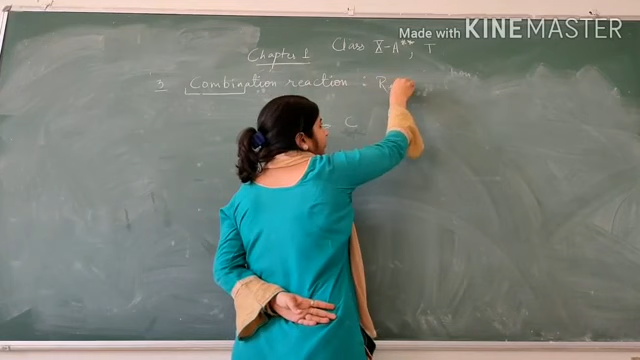 Made with KINEMASTER
Chapter 1 Class X-A
3. Combination reaction :
C